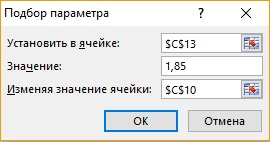 Подбор параметра ? ×
Установить в ячейке: $C$13
Значение: 1,85
Изменяя значение ячейки: $C$10
ОК Отмена